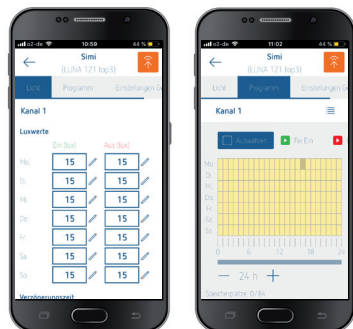 o2-de 10:59 44 %
Simi
(LUNA 121 top3)
Licht Programm Einstellungen
Kanal 1
Luxwerte
Ein (lux) Aus (lux)
Mo. 15 15
Di. 15 15
Mi. 15 15
Do. 15 15
Fr. 15 15
Sa. 15 15
So. 15 15
Verzögerungszeit
o2-de 11:02 44 %
Simi
(LUNA 121 top3)
Licht Programm Einstellungen
Kanal 1
Auswählen Fix Ein
Mo.
Di.
Mi.
Do.
Fr.
Sa.
So.
0 6 12 18 24
— 24 h +
Speicherplätze: 0/84